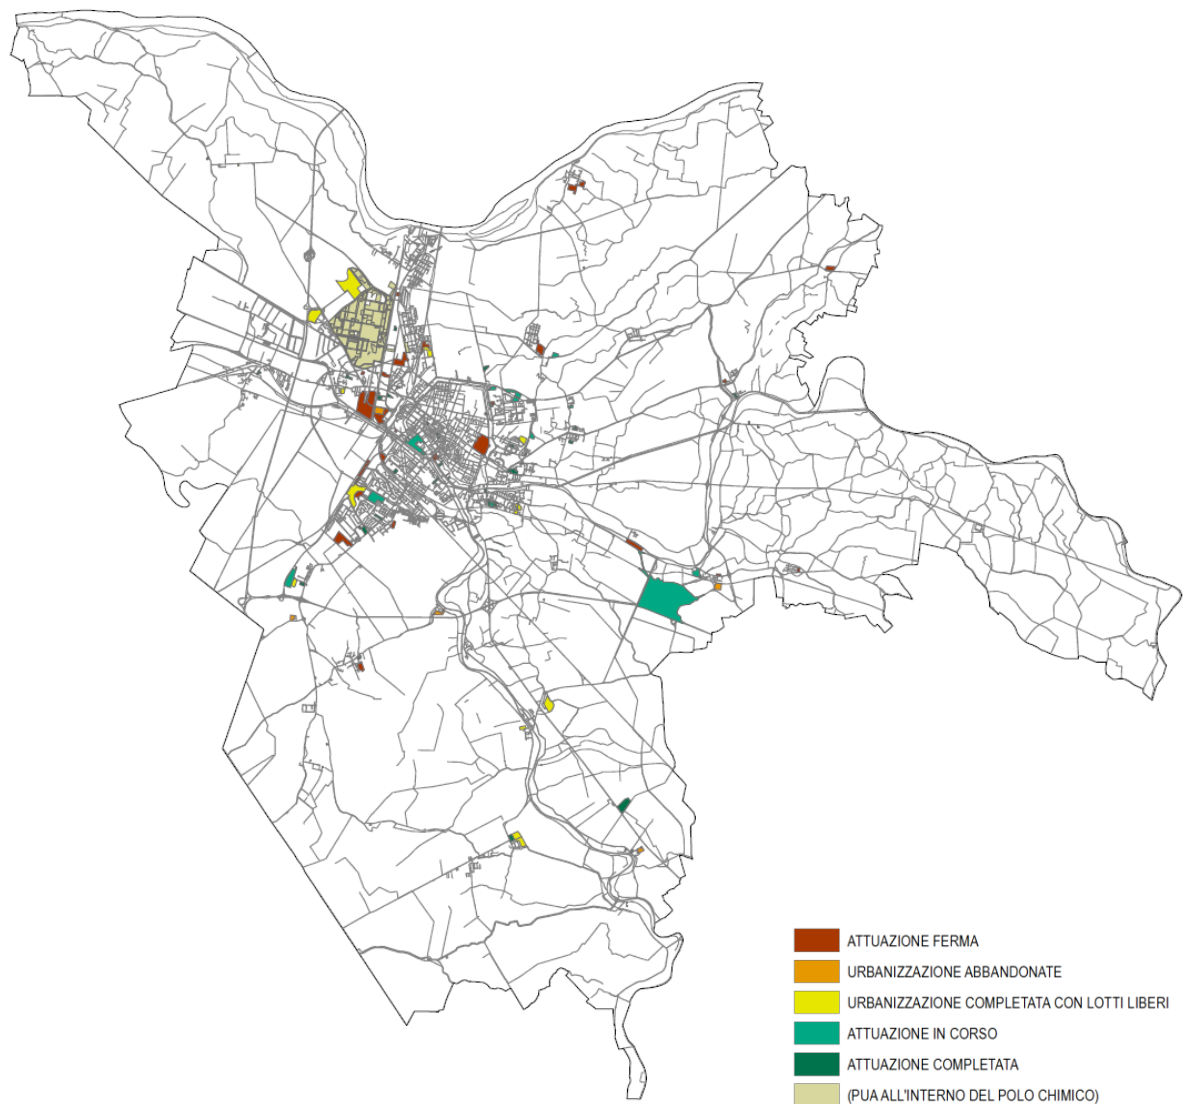 ATTUAZIONE FERMA
URBANIZZAZIONE ABBANDONATE
URBANIZZAZIONE COMPLETATA CON LOTTI LIBERI
ATTUAZIONE IN CORSO
ATTUAZIONE COMPLETATA
(PUA ALL'INTERNO DEL POLO CHIMICO)